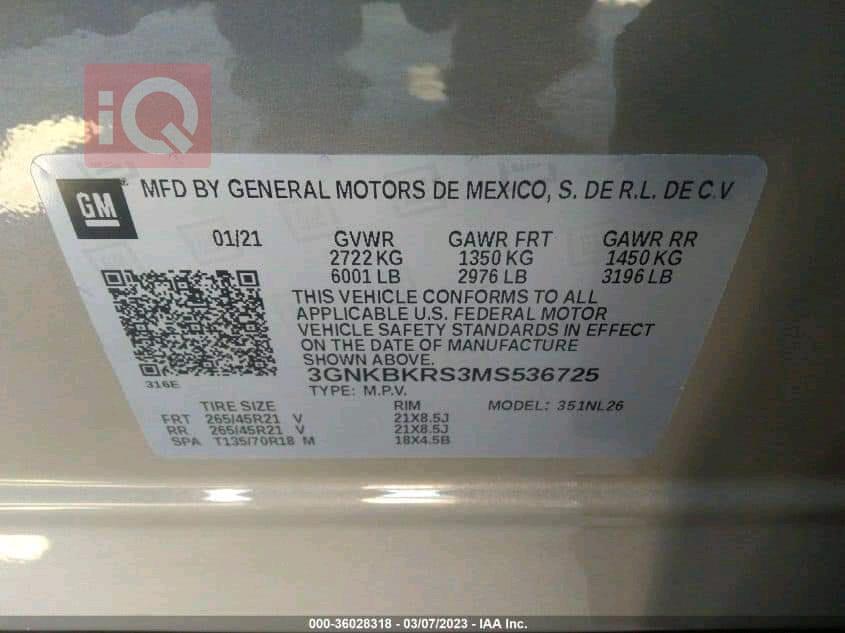 iQ
GM
MFD BY GENERAL MOTORS DE MEXICO, S. DE R.L. DE C.V
01/21 GVWR GAWR FRT GAWR RR
2722 KG 1350 KG 1450 KG
6001 LB 2976 LB 3196 LB
THIS VEHICLE CONFORMS TO ALL
APPLICABLE U.S. FEDERAL MOTOR
VEHICLE SAFETY STANDARDS IN EFFECT
ON THE DATE OF MANUFACTURE
SHOWN ABOVE.
3GNKBKRS3MS536725
316E
TYPE: M.P.V. MODEL: 351NL26
TIRE SIZE RIM
FRT 265/45R21 V 21X8.5J
RR 265/45R21 V 21X8.5J
SPA T135/70R18 M 18X4.5B
000-36028318 - 03/07/2023 - IAA Inc.